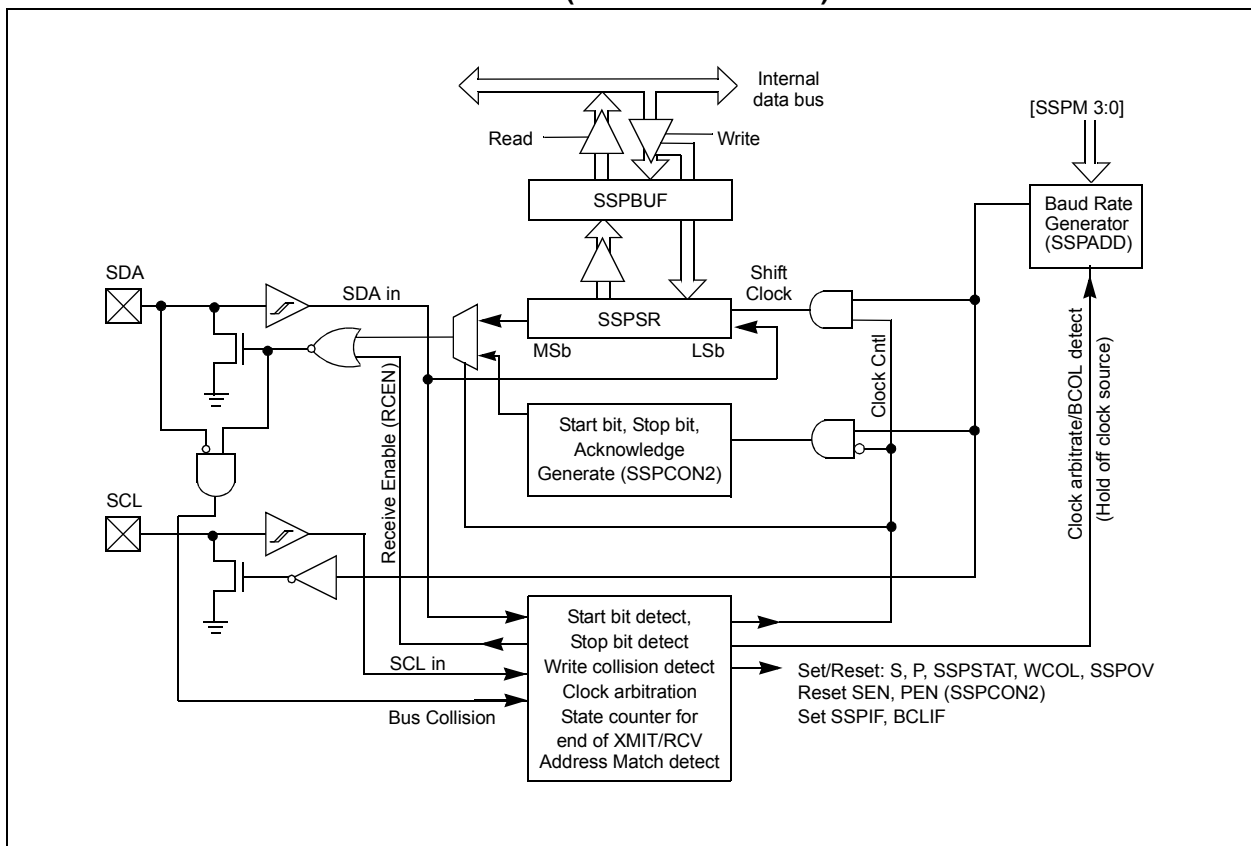 Internal
data bus
[SSPM 3:0]
Read
Write
SSPBUF
Baud Rate
Generator
(SSPADD)
SDA
SDA in
Shift
Clock
SSPSR
MSb
LSb
Clock Cntl
Receive Enable (RCEN)
Start bit, Stop bit,
Acknowledge
Generate (SSPCON2)
Clock arbitrate/BCOL detect
(Hold off clock source)
SCL
SCL in
Bus Collision
Start bit detect,
Stop bit detect
Write collision detect
Clock arbitration
State counter for
end of XMIT/RCV
Address Match detect
Set/Reset: S, P, SSPSTAT, WCOL, SSPOV
Reset SEN, PEN (SSPCON2)
Set SSPIF, BCLIF